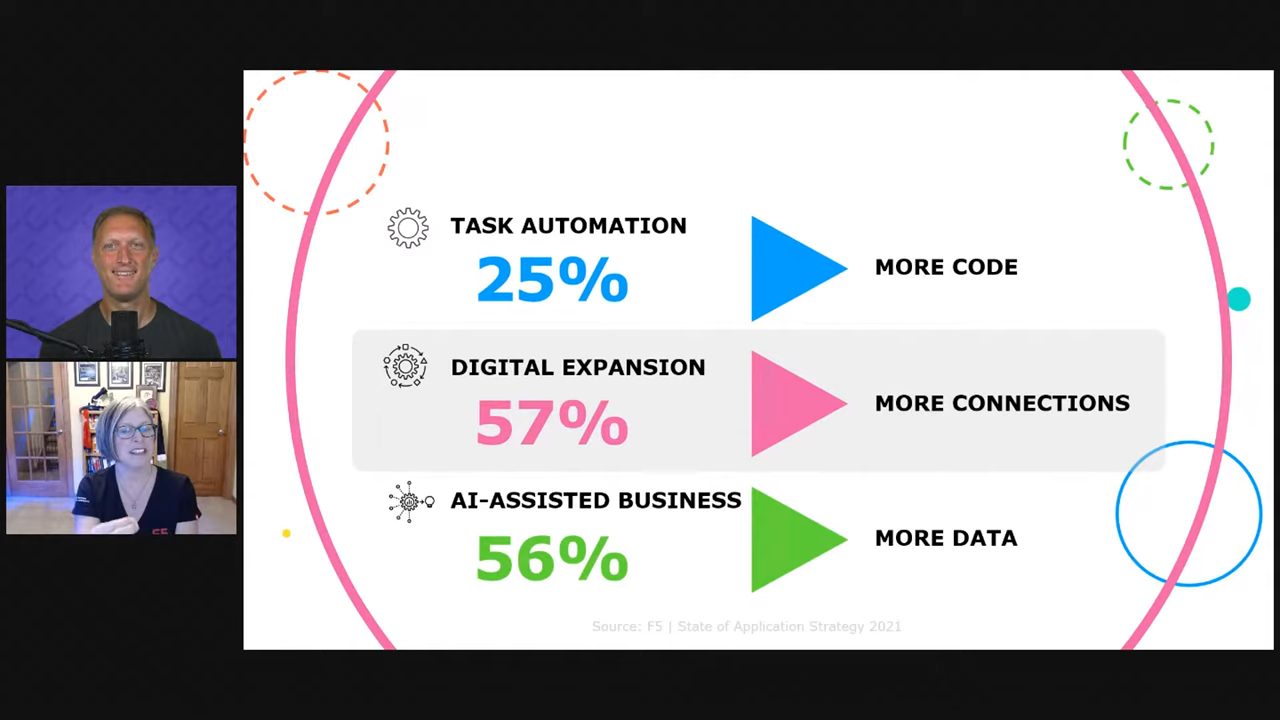 TASK AUTOMATION
25%
MORE CODE
DIGITAL EXPANSION
57%
MORE CONNECTIONS
AI-ASSISTED BUSINESS
56%
MORE DATA
Source: F5 | State of Application Strategy 2021
F5